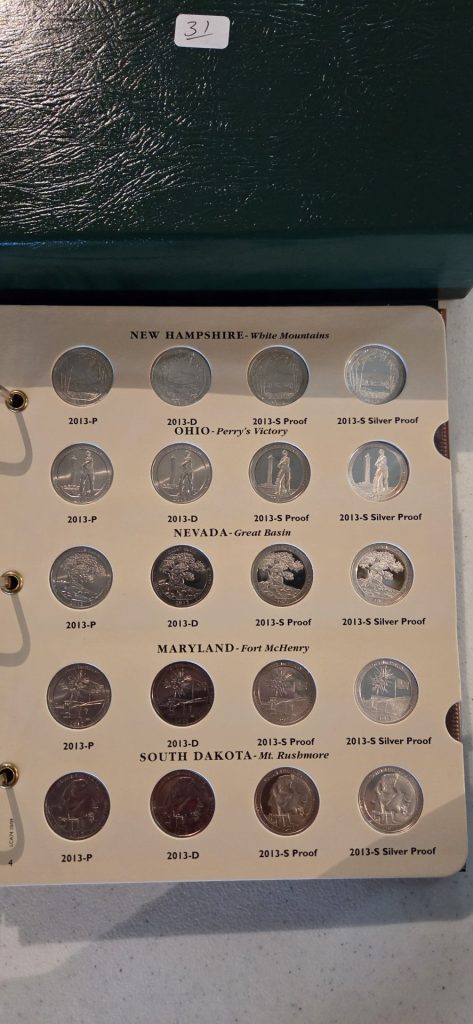 31
NEW HAMPSHIRE - White Mountains
2013-P 2013-D 2013-S Proof 2013-S Silver Proof
OHIO - Perry's Victory
2013-P 2013-D 2013-S Proof 2013-S Silver Proof
NEVADA - Great Basin
2013-P 2013-D 2013-S Proof 2013-S Silver Proof
MARYLAND - Fort McHenry
2013-P 2013-D 2013-S Proof 2013-S Silver Proof
SOUTH DAKOTA - Mt. Rushmore
2013-P 2013-D 2013-S Proof 2013-S Silver Proof
4